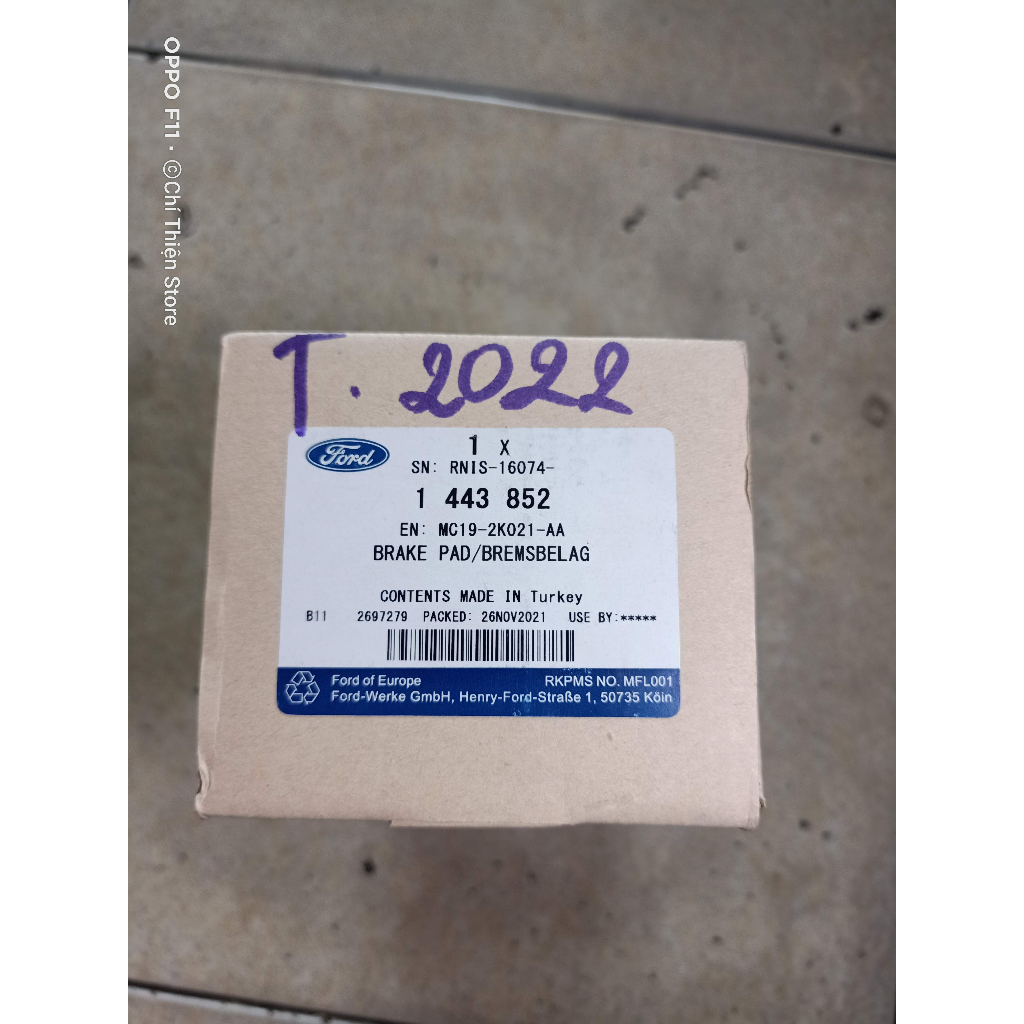 OPPO F11 · ©Chí Thiện Store
T. 2022
Ford
1 X
SN: RNIS-16074-
1 443 852
EN: MC19-2K021-AA
BRAKE PAD/BREMSBELAG
CONTENTS MADE IN Turkey
B11 2697279 PACKED: 26NOV2021 USE BY:*****
Ford of Europe RKPMS NO. MFL001
Ford-Werke GmbH, Henry-Ford-Straße 1, 50735 Köin